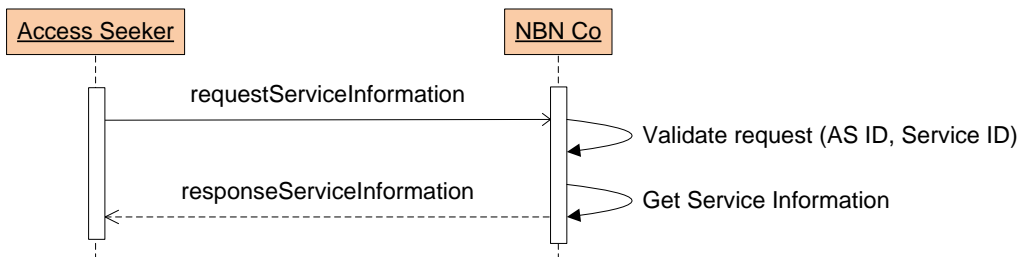 Access Seeker
NBN Co
requestServiceInformation
Validate request (AS ID, Service ID)
responseServiceInformation
Get Service Information